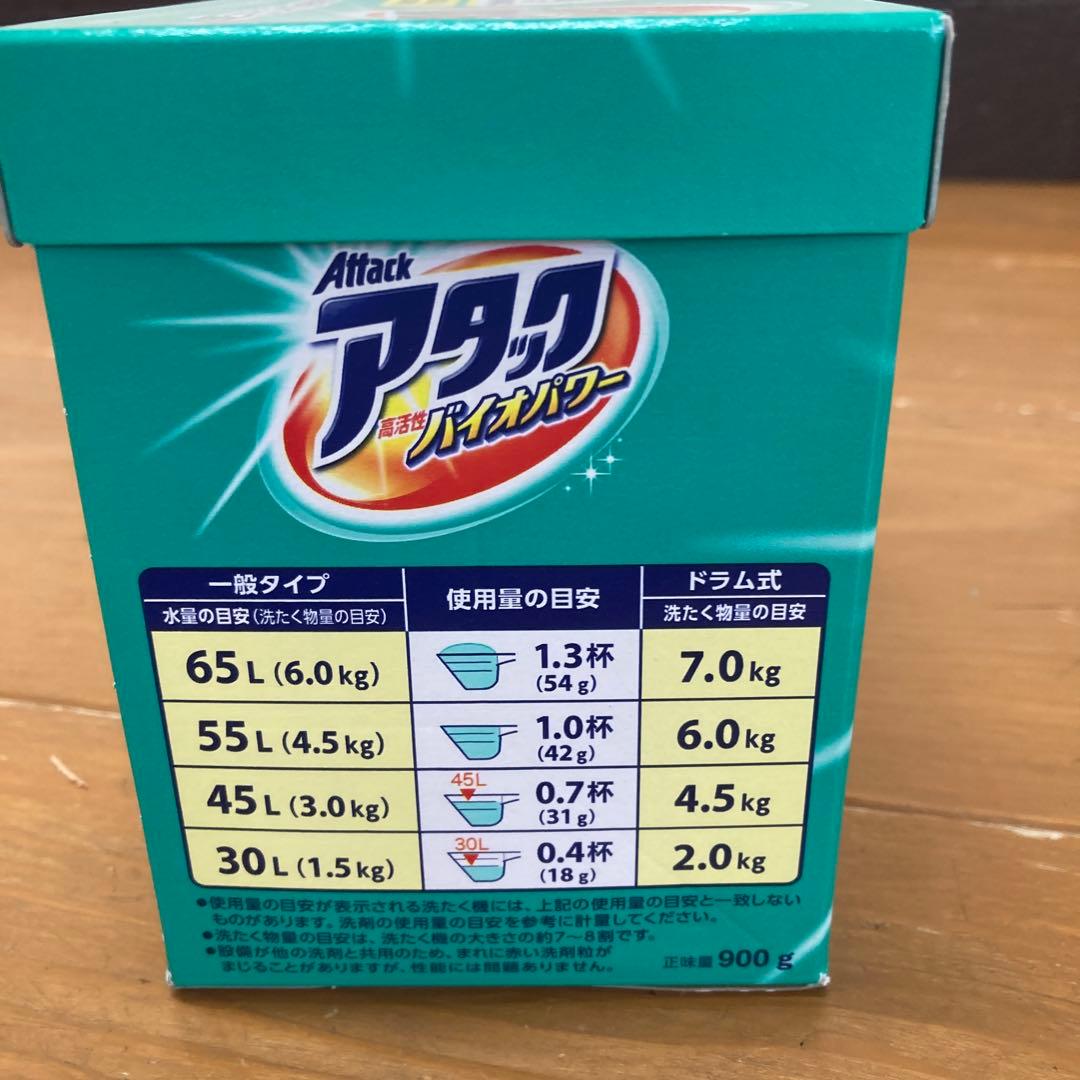 Attack
アタック
高活性バイオパワー
一般タイプ 使用量の目安 ドラム式
水量の目安(洗たく物量の目安) 洗たく物量の目安
65L(6.0kg) 1.3杯 7.0kg
(54g)
55L(4.5kg) 1.0杯 6.0kg
(42g)
45L
45L(3.0kg) 0.7杯 4.5kg
(31g)
30L
30L(1.5kg) 0.4杯 2.0kg
(18g)
●使用量の目安が表示される洗たく機には、上記の使用量の目安と一致しない
ものがあります。洗剤の使用量の目安を参考に計量してください。
●洗たく物量の目安は、洗たく機の大きさの約7~8割です。
●設備が他の洗剤と共用のため、まれに赤い洗剤粒が
まじることがありますが、性能には問題ありません。
正味量 900g